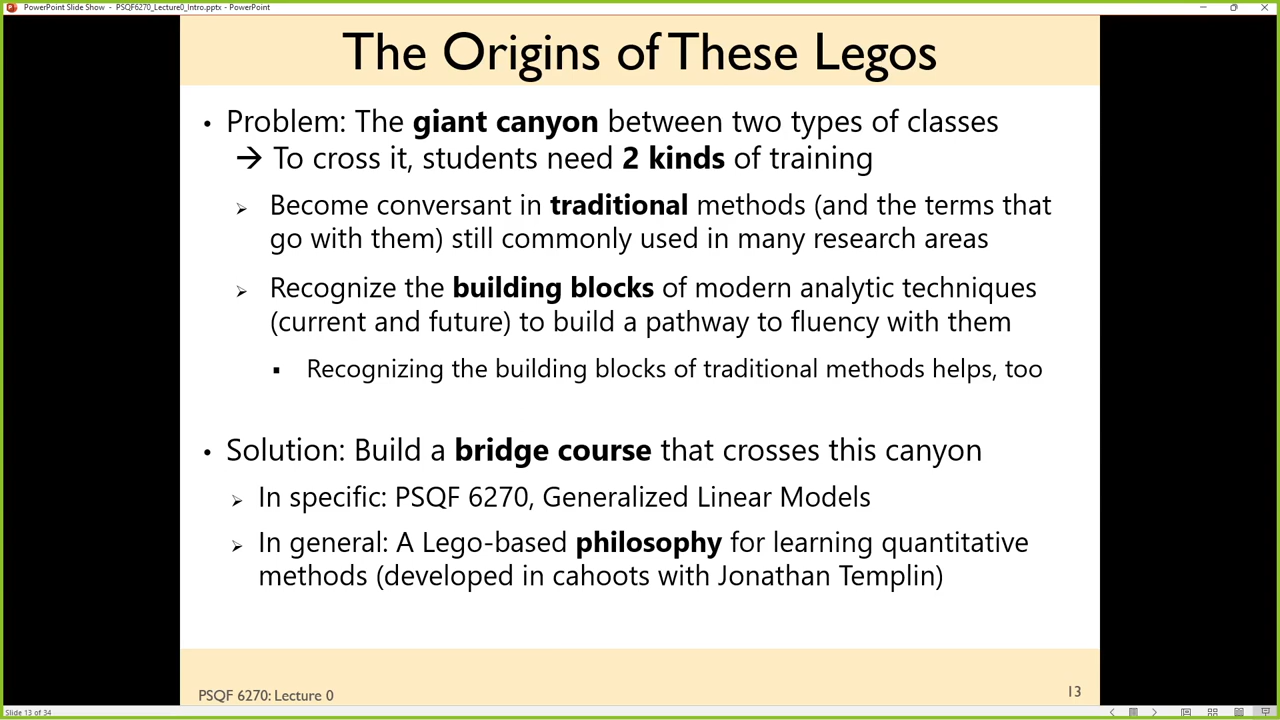 PowerPoint Slide Show - PSQF6270_Lecture0_Intro.pptx - PowerPoint
The Origins of These Legos
• Problem: The giant canyon between two types of classes
→ To cross it, students need 2 kinds of training
➢ Become conversant in traditional methods (and the terms that
go with them) still commonly used in many research areas
➢ Recognize the building blocks of modern analytic techniques
(current and future) to build a pathway to fluency with them
▪ Recognizing the building blocks of traditional methods helps, too
• Solution: Build a bridge course that crosses this canyon
➢ In specific: PSQF 6270, Generalized Linear Models
➢ In general: A Lego-based philosophy for learning quantitative
methods (developed in cahoots with Jonathan Templin)
PSQF 6270: Lecture 0
13
Slide 13 of 34